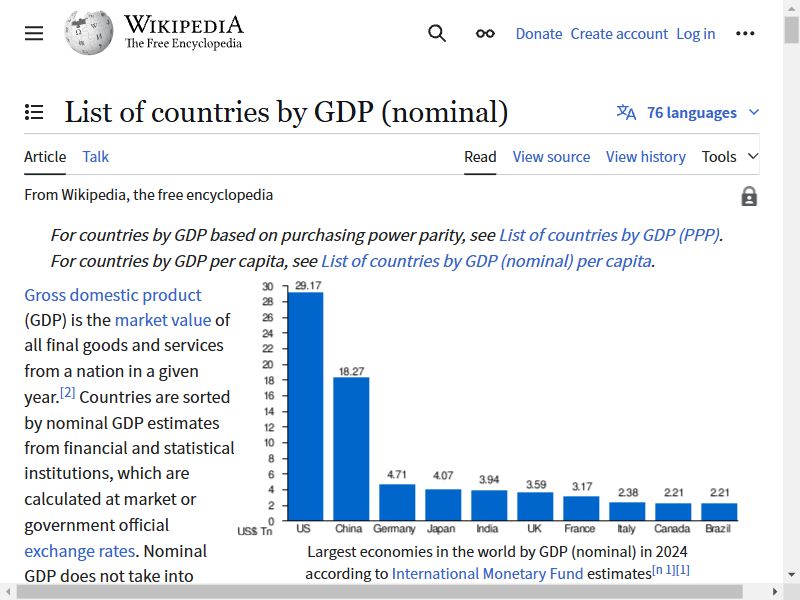 WIKIPEDIA
The Free Encyclopedia
Donate Create account Log in
List of countries by GDP (nominal)
76 languages
Article Talk Read View source View history Tools
From Wikipedia, the free encyclopedia
For countries by GDP based on purchasing power parity, see List of countries by GDP (PPP).
For countries by GDP per capita, see List of countries by GDP (nominal) per capita.
Gross domestic product
(GDP) is the market value of
all final goods and services
from a nation in a given
year.[2] Countries are sorted
by nominal GDP estimates
from financial and statistical
institutions, which are
calculated at market or
government official
exchange rates. Nominal
GDP does not take into
30
28
26
24
22
20
18
16
14
12
10
8
6
4
2
0
US$ Tn
29.17
18.27
4.71
4.07
3.94
3.59
3.17
2.38
2.21
2.21
US China Germany Japan India UK France Italy Canada Brazil
Largest economies in the world by GDP (nominal) in 2024
according to International Monetary Fund estimates[n 1][1]